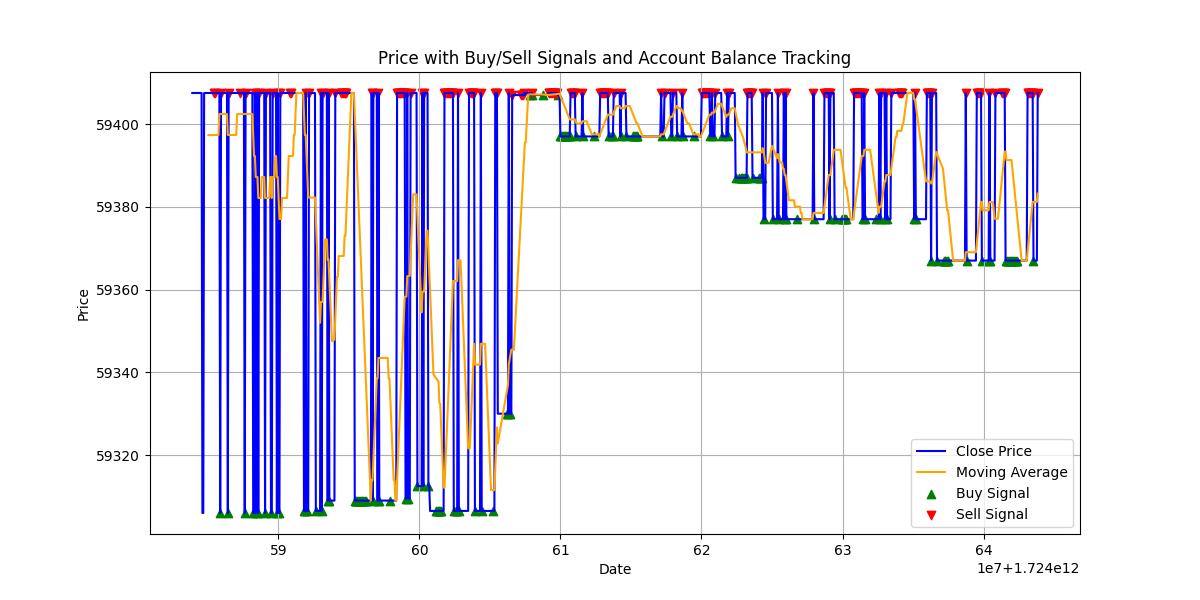 Price with Buy/Sell Signals and Account Balance Tracking
Price
59400
59380
59360
59340
59320
59
60
61
62
63
64
1e7+1.724e12
Date
Close Price
Moving Average
Buy Signal
Sell Signal